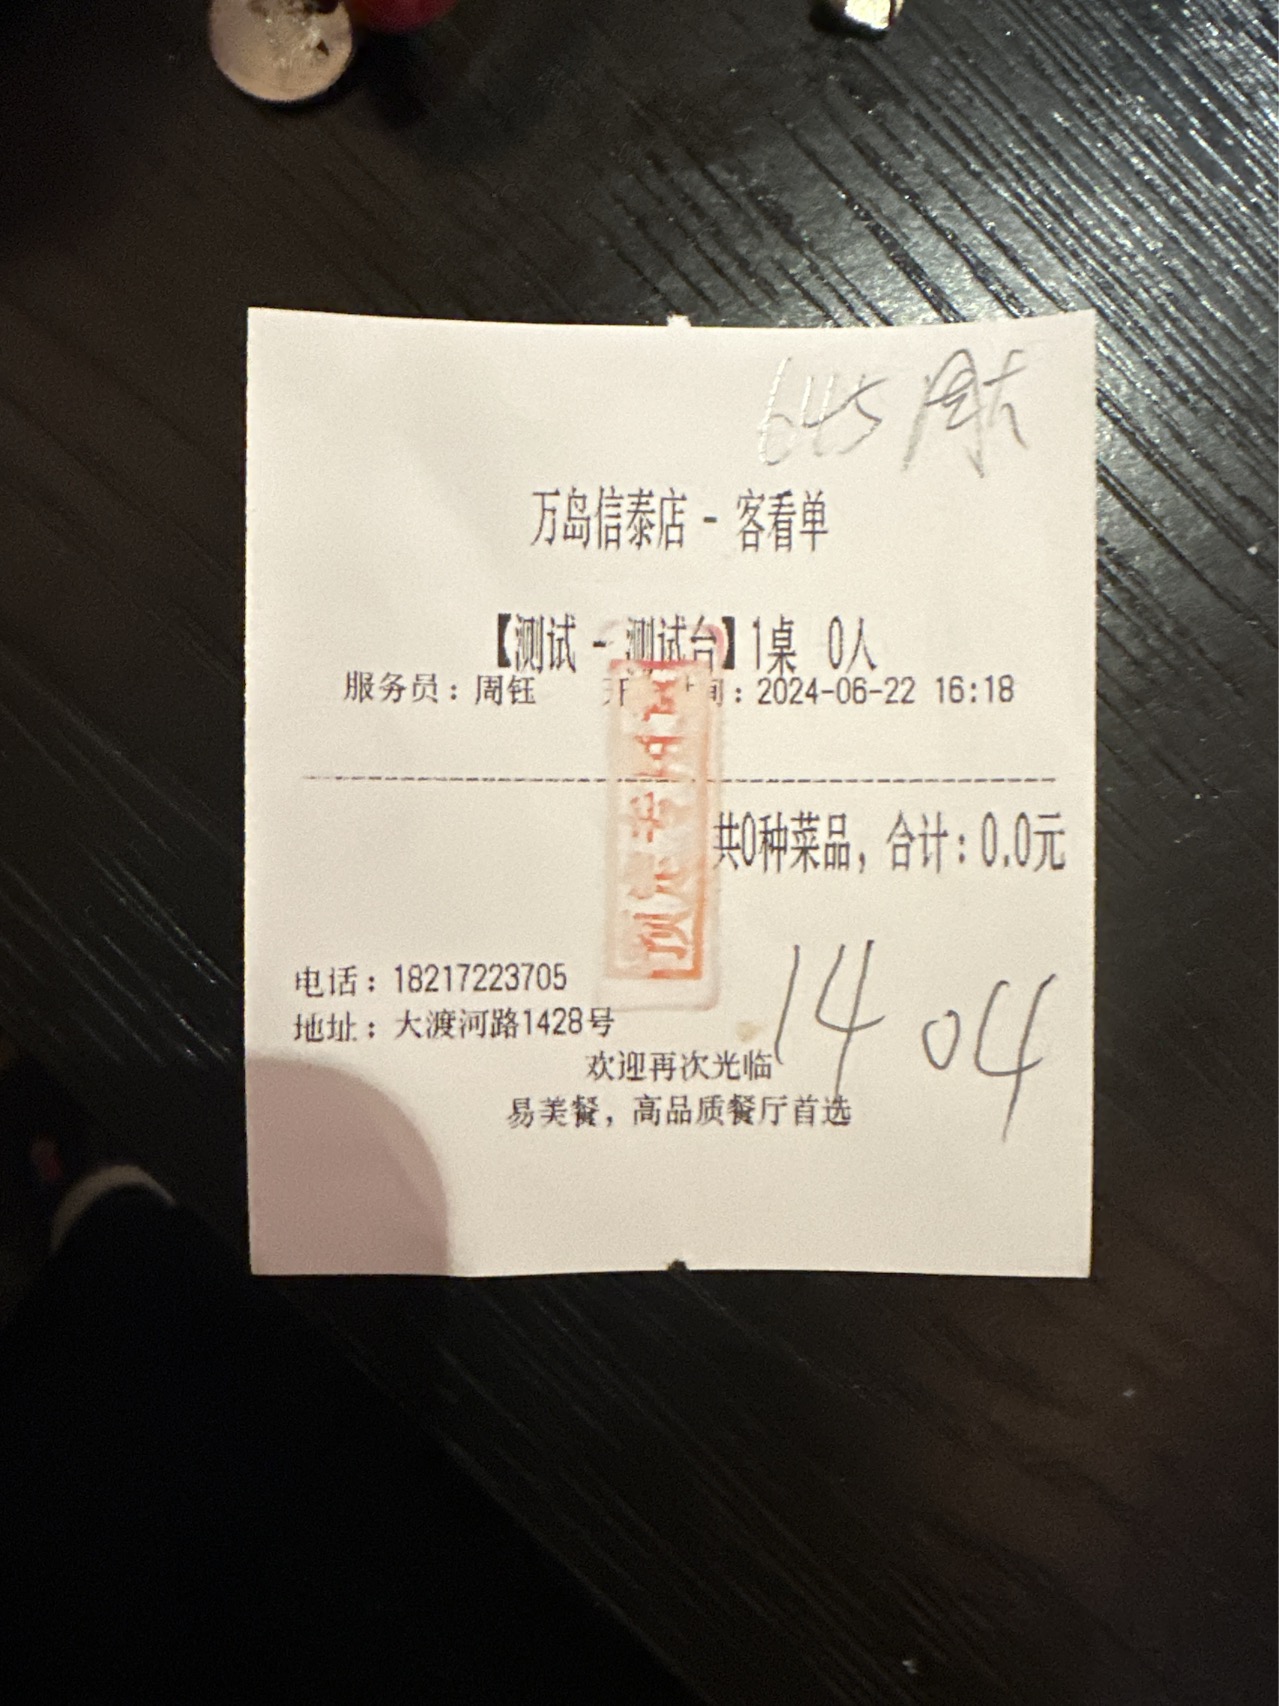 645
万岛信泰店 - 客看单
【测试 - 测试台】1桌 0人
服务员：周钰 开 间：2024-06-22 16:18
共0种菜品，合计：0.0元
预
14 04
电话：18217223705
地址：大渡河路1428号
欢迎再次光临
易美餐，高品质餐厅首选